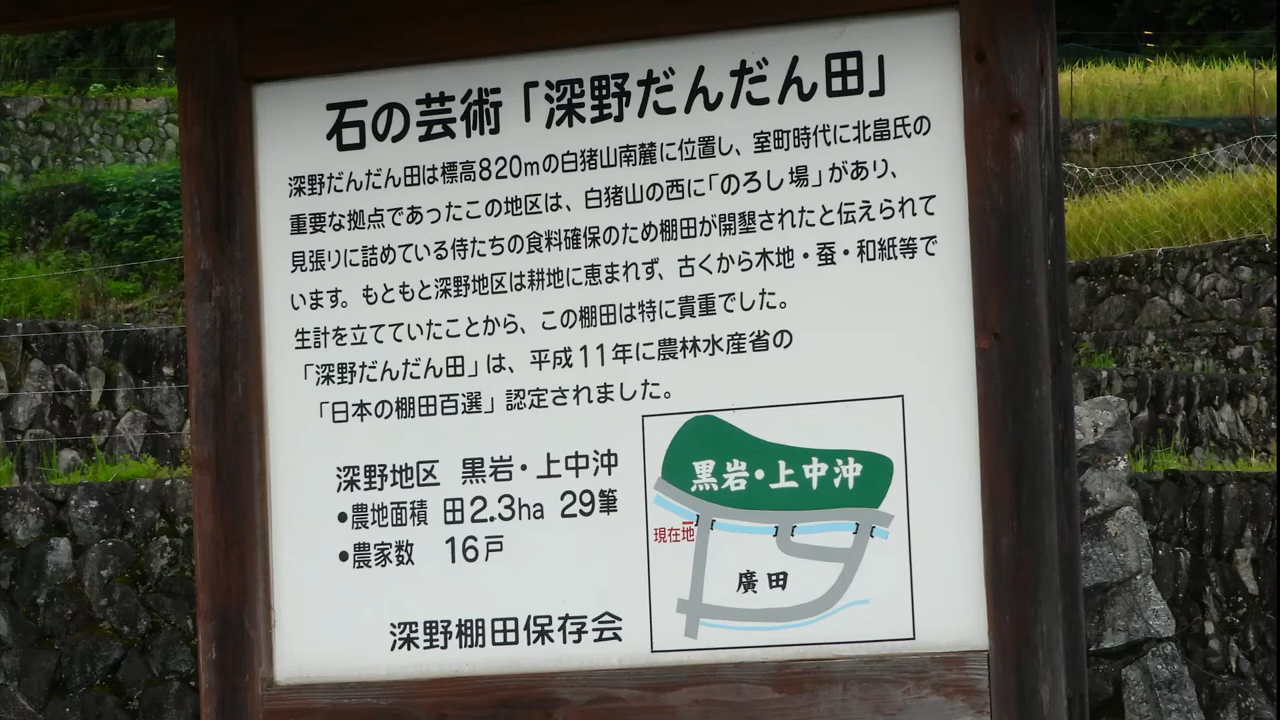 石の芸術「深野だんだん田」
深野だんだん田は標高820mの白猪山南麓に位置し、室町時代に北畠氏の
重要な拠点であったこの地区は、白猪山の西に「のろし場」があり、
見張りに詰めている侍たちの食料確保のため棚田が開墾されたと伝えられて
います。もともと深野地区は耕地に恵まれず、古くから木地・蚕・和紙等で
生計を立てていたことから、この棚田は特に貴重でした。
「深野だんだん田」は、平成11年に農林水産省の
「日本の棚田百選」認定されました。
深野地区 黒岩・上中沖
•農地面積 田2.3ha 29筆
•農家数 16戸
深野棚田保存会
黒岩・上中沖
現在地
廣田